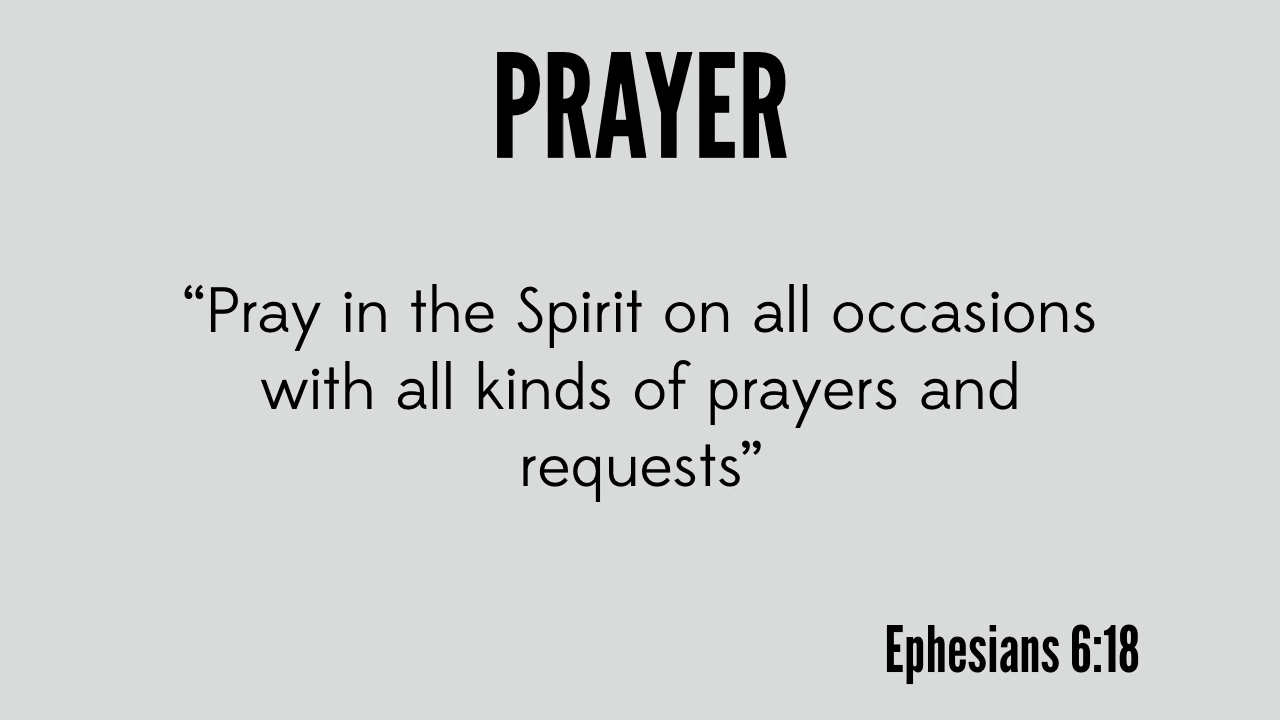 PRAYER
“Pray in the Spirit on all occasions
with all kinds of prayers and
requests”
Ephesians 6:18